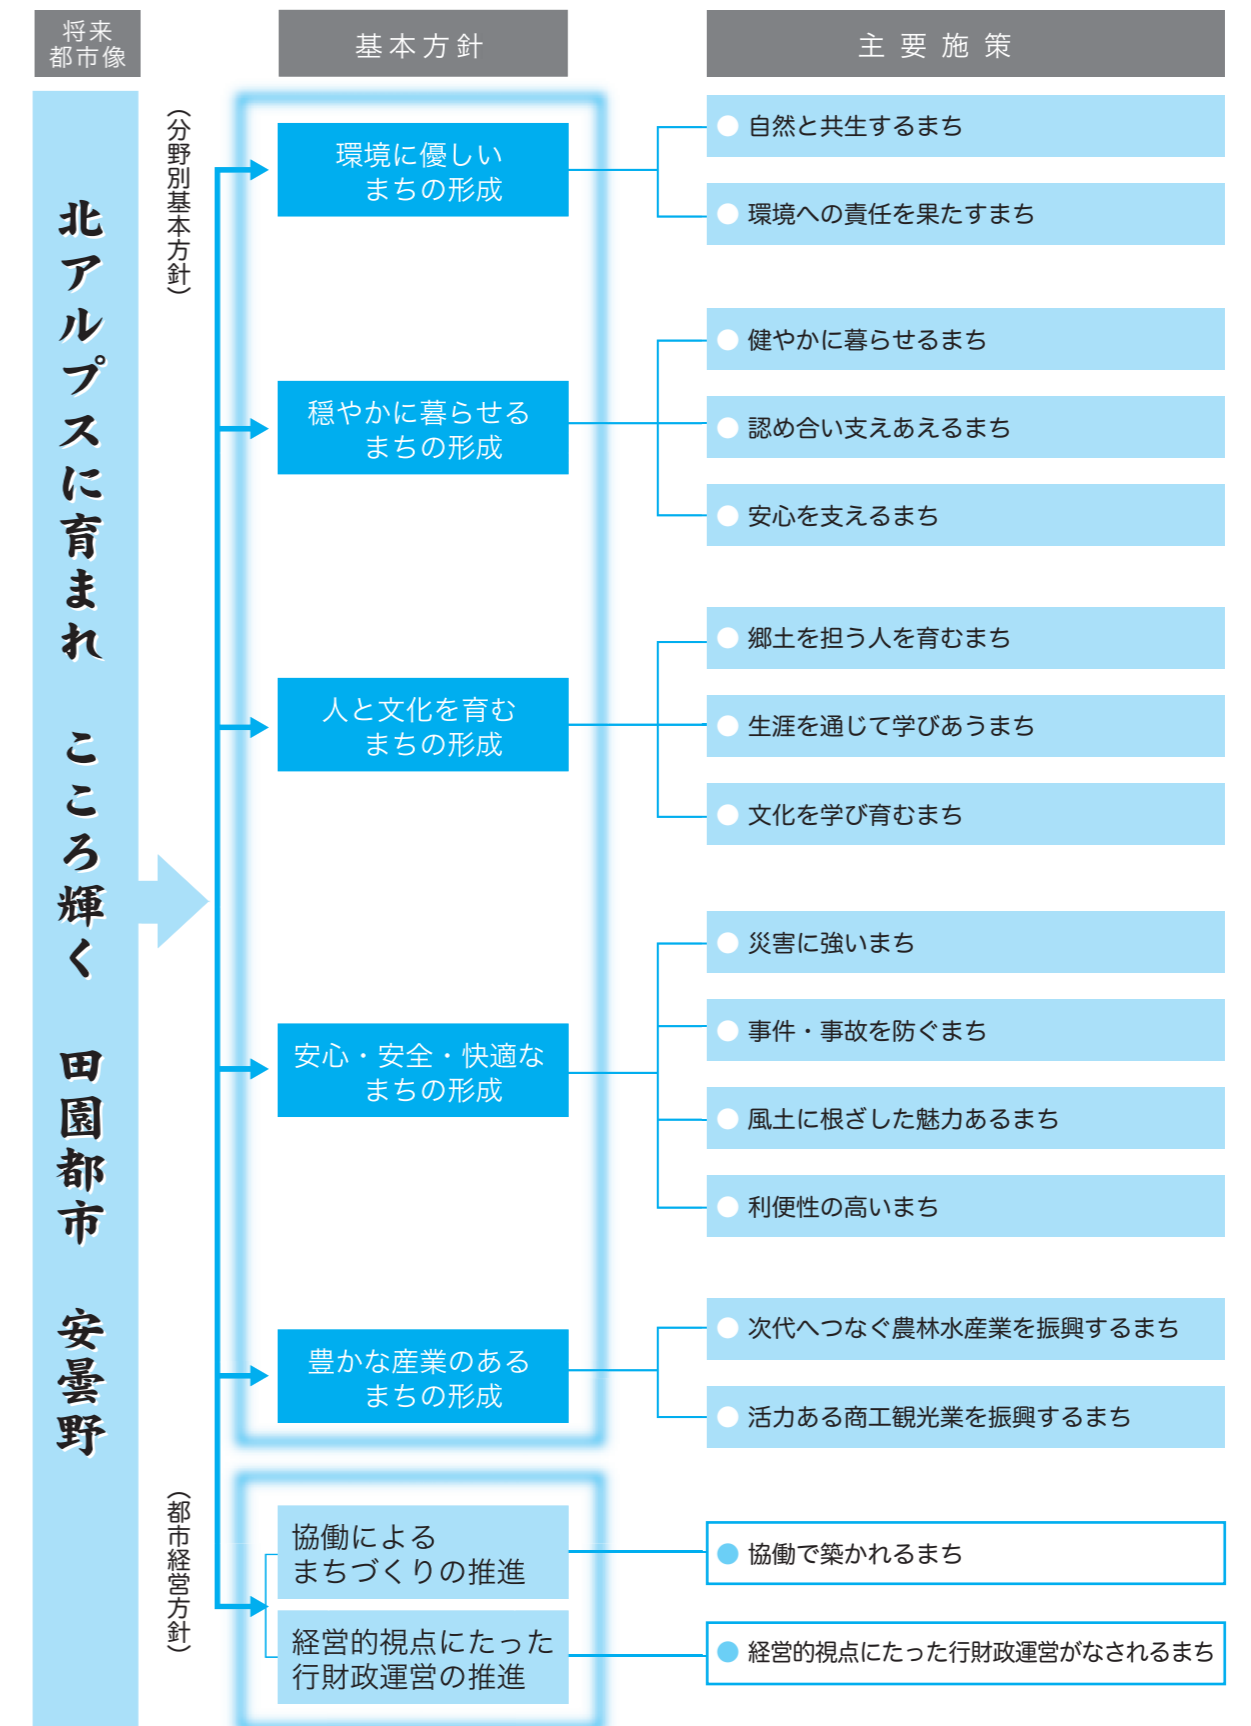 将来
都市像
基本方針
主要施策
北アルプスに育まれ こころ輝く 田園都市 安曇野
（分野別基本方針）
環境に優しい
まちの形成
自然と共生するまち
環境への責任を果たすまち
穏やかに暮らせる
まちの形成
健やかに暮らせるまち
認め合い支えあえるまち
安心を支えるまち
人と文化を育む
まちの形成
郷土を担う人を育むまち
生涯を通じて学びあうまち
文化を学び育むまち
安心・安全・快適な
まちの形成
災害に強いまち
事件・事故を防ぐまち
風土に根ざした魅力あるまち
利便性の高いまち
豊かな産業のある
まちの形成
次代へつなぐ農林水産業を振興するまち
活力ある商工観光業を振興するまち
（都市経営方針）
協働による
まちづくりの推進
協働で築かれるまち
経営的視点にたった
行財政運営の推進
経営的視点にたった行財政運営がなされるまち